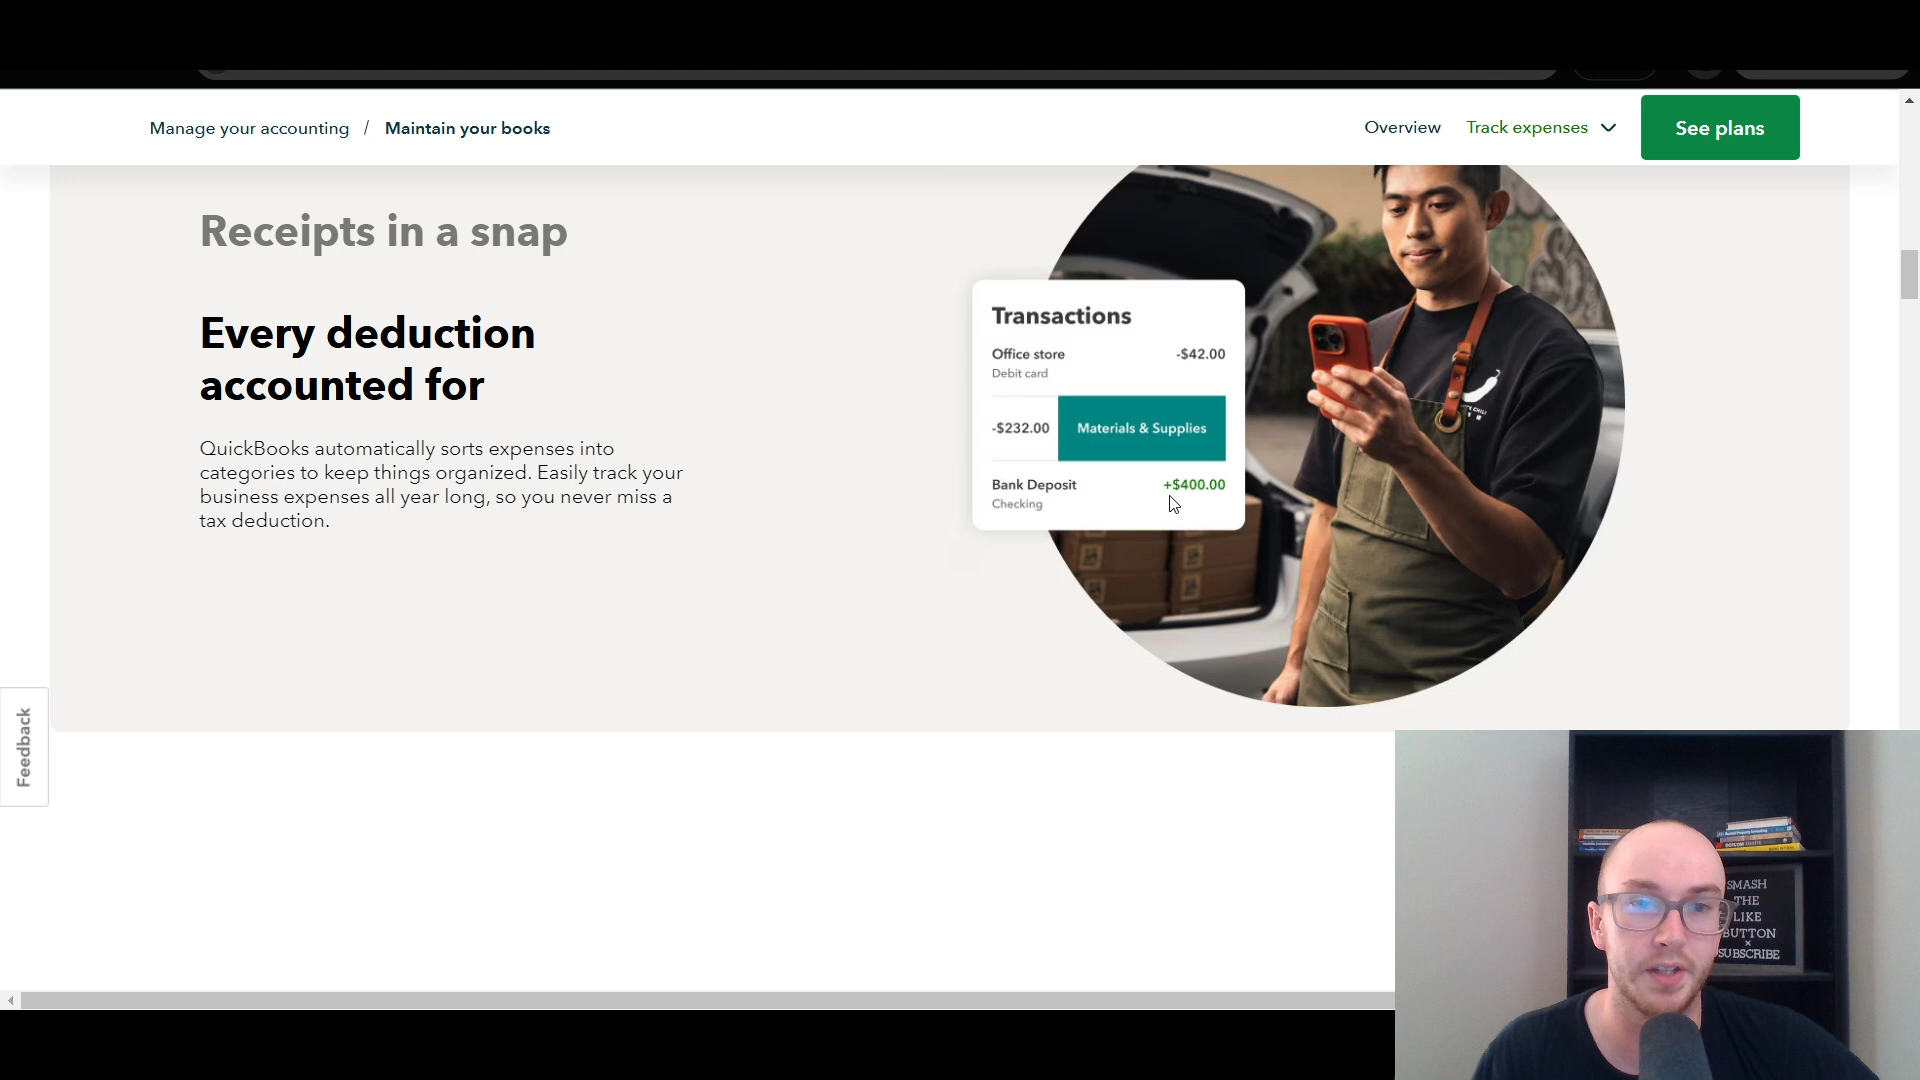 Manage your accounting / Maintain your books
Overview
Track expenses
See plans
Receipts in a snap
Every deduction
accounted for
QuickBooks automatically sorts expenses into
categories to keep things organized. Easily track your
business expenses all year long, so you never miss a
tax deduction.
Transactions
Office store -$42.00
Debit card
-$232.00 Materials & Supplies
Bank Deposit +$400.00
Checking
Feedback
SMASH
THE
LIKE
BUTTON
×
SUBSCRIBE